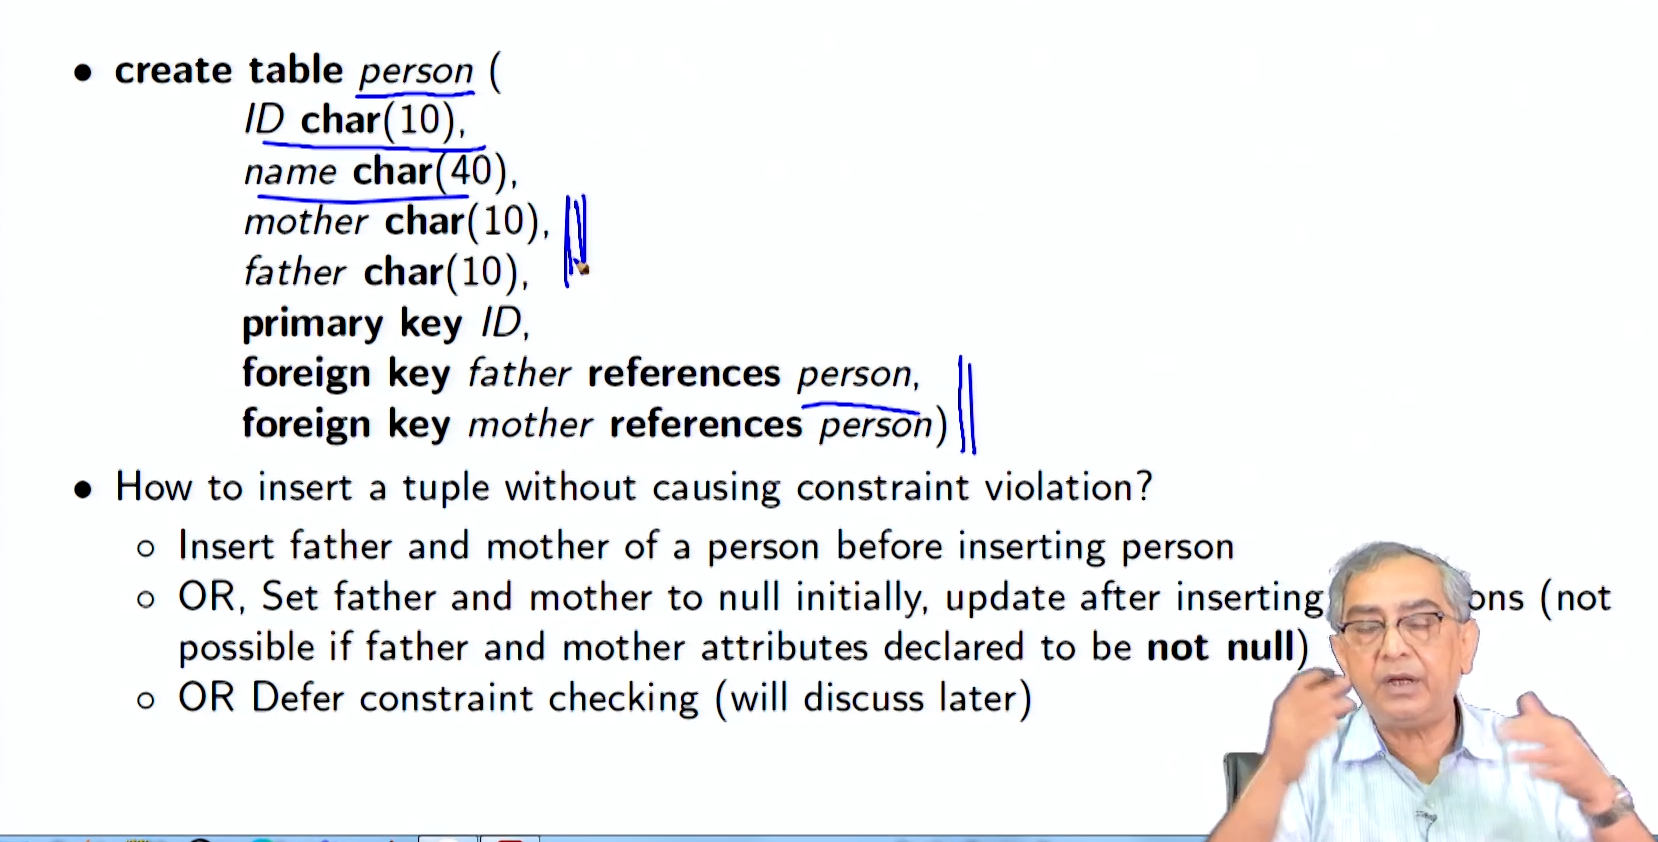 • create table person (
ID char(10),
name char(40),
mother char(10),
father char(10),
primary key ID,
foreign key father references person,
foreign key mother references person)
• How to insert a tuple without causing constraint violation?
○ Insert father and mother of a person before inserting person
○ OR, Set father and mother to null initially, update after inserting ons (not
possible if father and mother attributes declared to be not null)
○ OR Defer constraint checking (will discuss later)